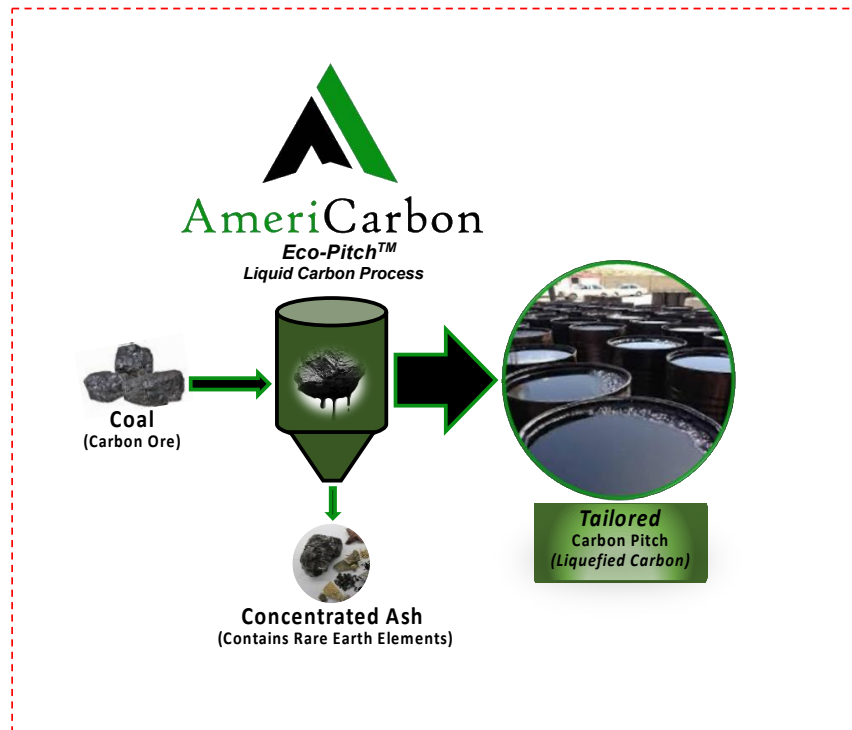 AmeriCarbon
Eco-Pitch™
Liquid Carbon Process
Coal
(Carbon Ore)
Tailored
Carbon Pitch
(Liquefied Carbon)
Concentrated Ash
(Contains Rare Earth Elements)